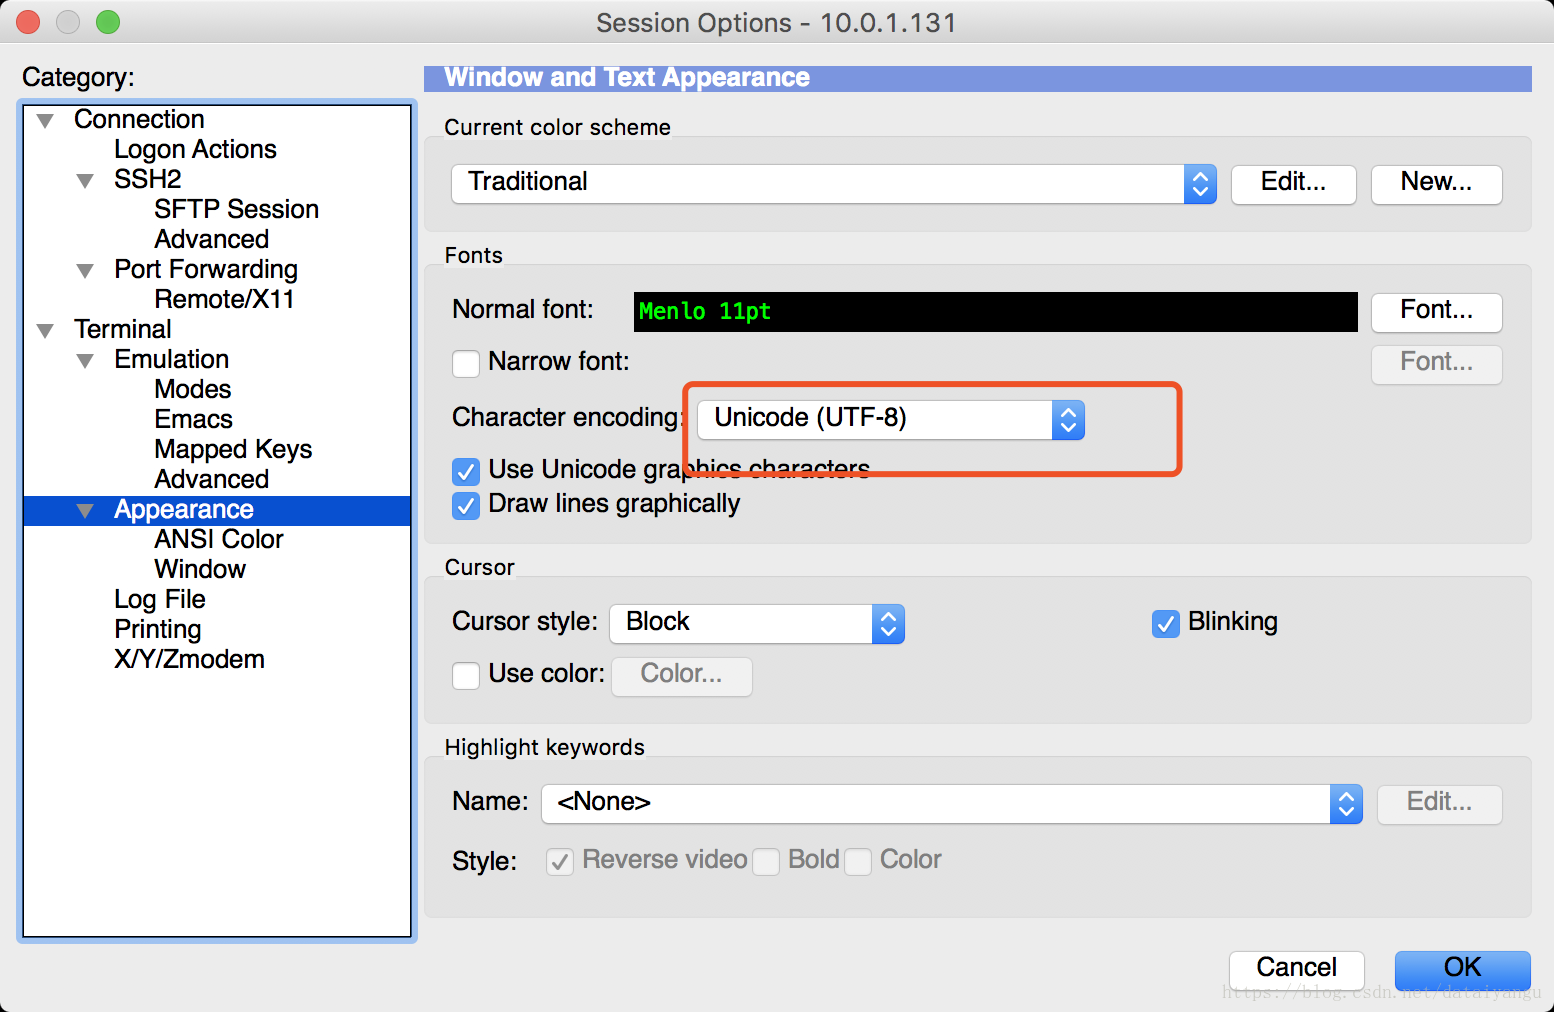 Session Options - 10.0.1.131
Category:
Connection
Logon Actions
SSH2
SFTP Session
Advanced
Port Forwarding
Remote/X11
Terminal
Emulation
Modes
Emacs
Mapped Keys
Advanced
Appearance
ANSI Color
Window
Log File
Printing
X/Y/Zmodem
Window and Text Appearance
Current color scheme
Traditional Edit... New...
Fonts
Normal font: Menlo 11pt Font...
Narrow font: Font...
Character encoding: Unicode (UTF-8)
Use Unicode graphics characters
Draw lines graphically
Cursor
Cursor style: Block Blinking
Use color: Color...
Highlight keywords
Name: <None> Edit...
Style: Reverse video Bold Color
Cancel OK
https://blog.csdn.net/dataiyangu